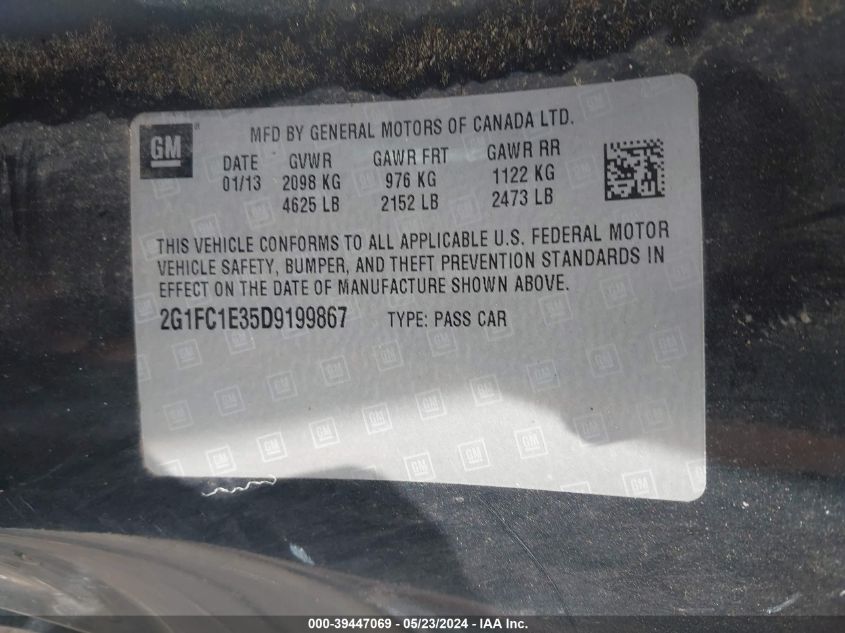 GM
MFD BY GENERAL MOTORS OF CANADA LTD.
DATE GVWR GAWR FRT GAWR RR
01/13 2098 KG 976 KG 1122 KG
4625 LB 2152 LB 2473 LB
THIS VEHICLE CONFORMS TO ALL APPLICABLE U.S. FEDERAL MOTOR
VEHICLE SAFETY, BUMPER, AND THEFT PREVENTION STANDARDS IN
EFFECT ON THE DATE OF MANUFACTURE SHOWN ABOVE.
2G1FC1E35D9199867 TYPE: PASS CAR
000-39447069 - 05/23/2024 - IAA Inc.